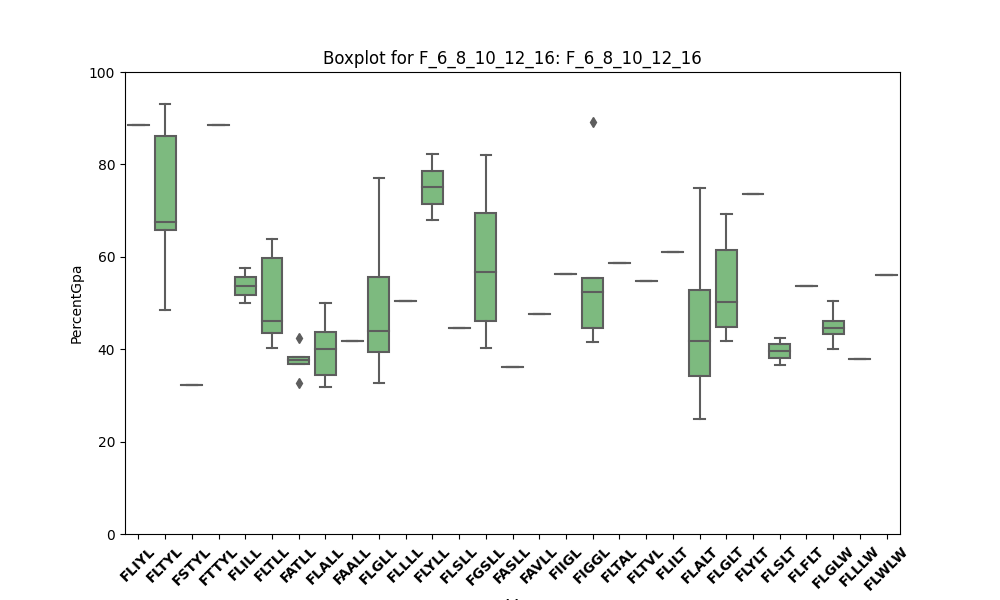 Boxplot for F_6_8_10_12_16: F_6_8_10_12_16
PercentGpa
100
80
60
40
20
0
FLIYL
FLTYL
FSTYL
FTTYL
FLILL
FLTLL
FATLL
FLALL
FAALL
FLGLL
FLLLL
FLYLL
FLSLL
FGSLL
FASLL
FAVLL
FIIGL
FIGGL
FLTAL
FLTVL
FLILT
FLALT
FLGLT
FLYLT
FLSLT
FLFLT
FLGLW
FLLLW
FLWLW